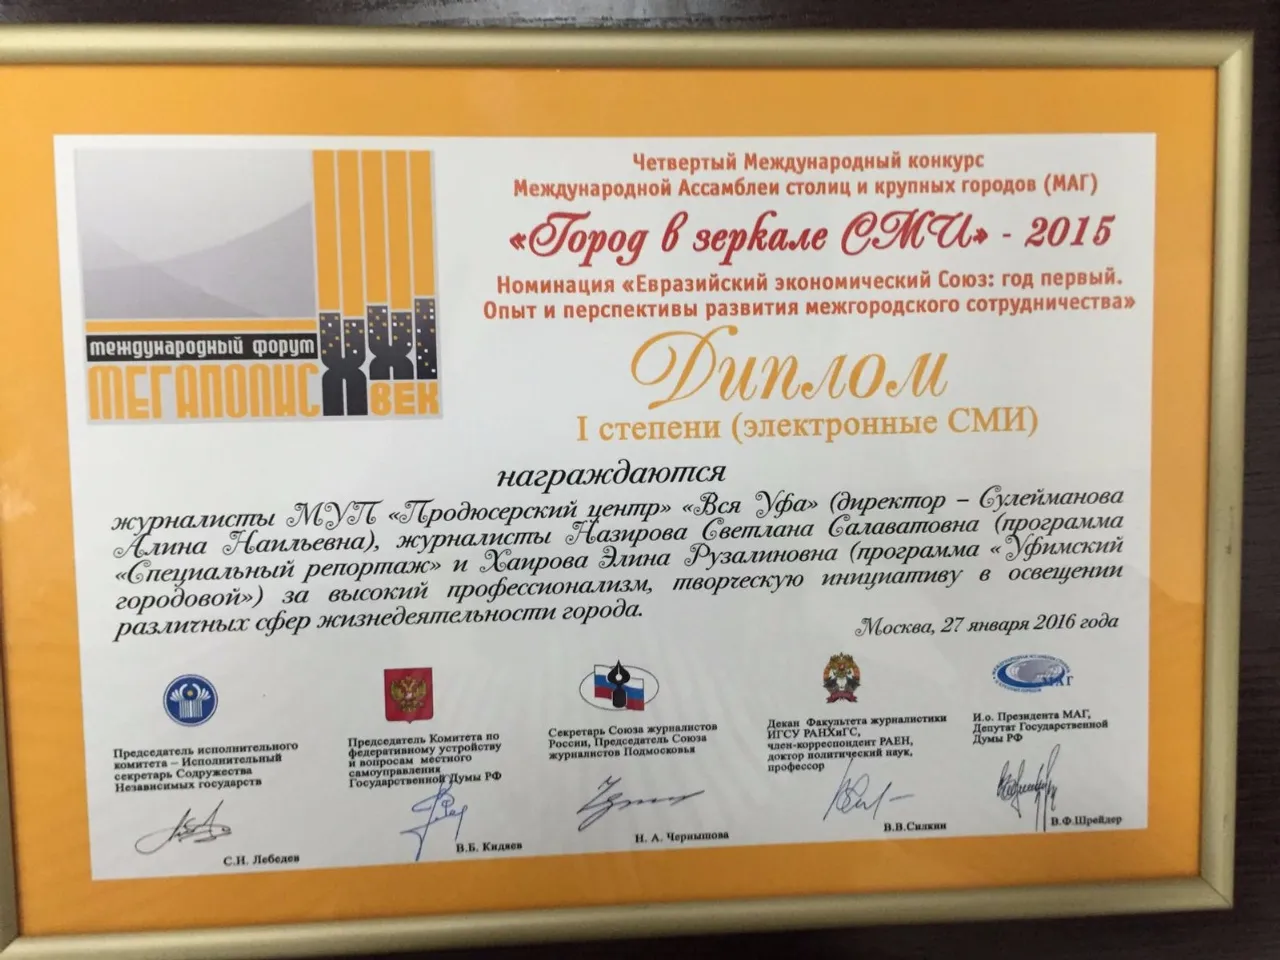 Четвертый Международный конкурс
Международной Ассамблеи столиц и крупных городов (МАГ)
«Город в зеркале СМИ» - 2015
Номинация «Евразийский экономический Союз: год первый.
Опыт и перспективы развития межгородского сотрудничества»
международный форум
МЕГАПОЛИС XXI ВЕК
Диплом
I степени (электронные СМИ)
награждаются
журналисты МУП «Продюсерский центр» «Вся Уфа» (директор – Сулейманова
Алина Наильевна), журналисты Назирова Светлана Салаватовна (программа
«Специальный репортаж» и Хаирова Элина Рузалиновна (программа «Уфимский
городовой») за высокий профессионализм, творческую инициативу в освещении
различных сфер жизнедеятельности города.
Москва, 27 января 2016 года
Председатель исполнительного
комитета – Исполнительный
секретарь Содружества
Независимых государств
С.Н. Лебедев
Председатель Комитета по
федеративному устройству
и вопросам местного
самоуправления
Государственной Думы РФ
В.Б. Кидяев
Секретарь Союза журналистов
России, Председатель Союза
журналистов Подмосковья
Н. А. Чернышова
Декан Факультета журналистики
ИГСУ РАНХиГС,
член-корреспондент РАЕН,
доктор политический наук,
профессор
В.В.Силкин
МАГ
И.о. Президента МАГ,
Депутат Государственной
Думы РФ
В.Ф.Шрейдер